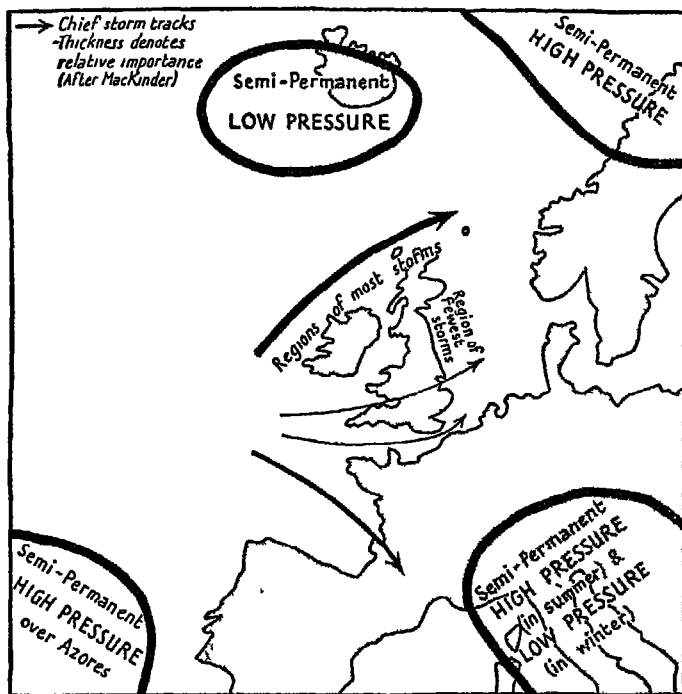 Chief storm tracks
-Thickness denotes
relative importance
(After MacKinder)
Semi-Permanent
LOW PRESSURE
Semi-Permanent
HIGH PRESSURE
Regions of most storms
Region of
Fewest
storms
Semi-Permanent
HIGH PRESSURE
over Azores
Semi-Permanent
HIGH PRESSURE
(in summer) &
LOW PRESSURE
(in winter)